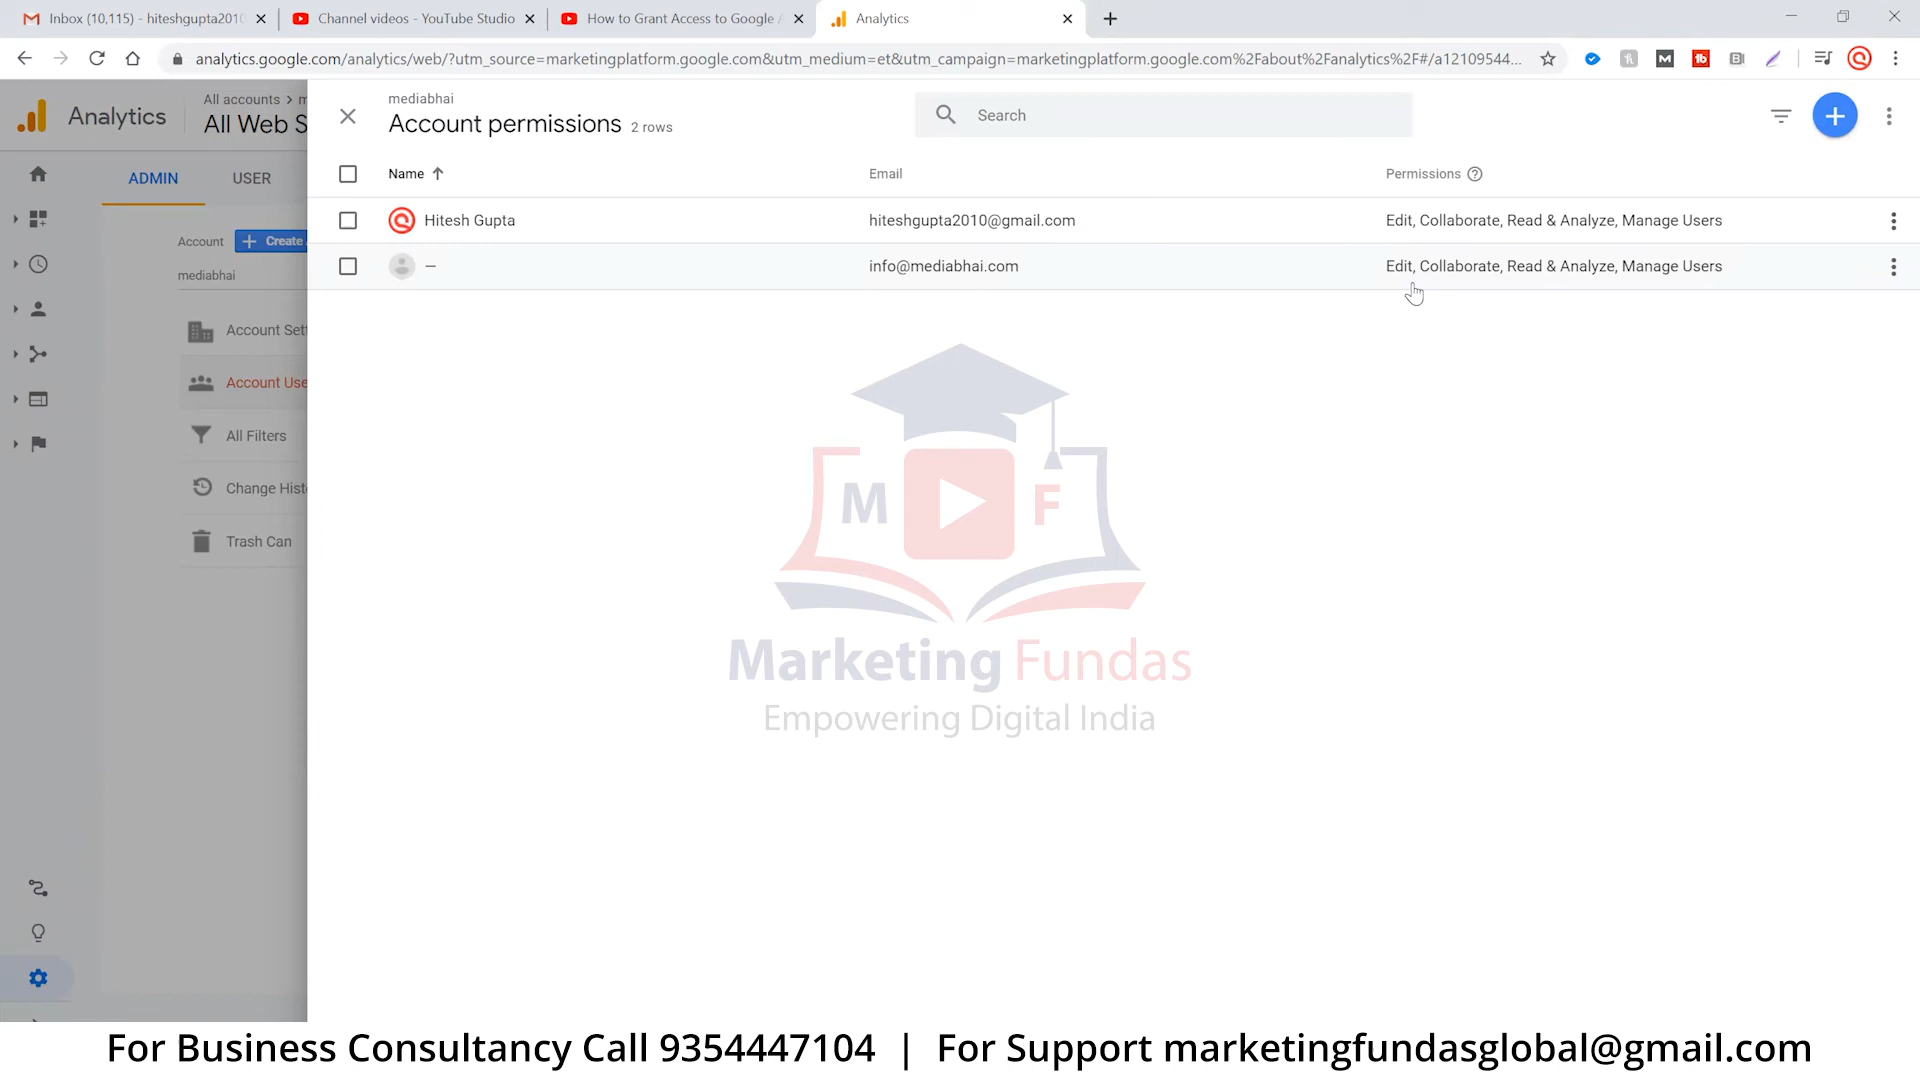 Inbox (10,115) - hiteshgupta2010
Channel videos - YouTube Studio
How to Grant Access to Google
Analytics
analytics.google.com/analytics/web/?utm_source=marketingplatform.google.com&utm_medium=et&utm_campaign=marketingplatform.google.com%2Fabout%2Fanalytics%2F#/a12109544...
Analytics
All accounts > m
All Web S
mediabhai
Account permissions 2 rows
Search
ADMIN USER
Name Email Permissions
Hitesh Gupta hiteshgupta2010@gmail.com Edit, Collaborate, Read & Analyze, Manage Users
– info@mediabhai.com Edit, Collaborate, Read & Analyze, Manage Users
Account + Create
mediabhai
Account Sett
Account Use
All Filters
Change Hist
Trash Can
M F
Marketing Fundas
Empowering Digital India
For Business Consultancy Call 9354447104 | For Support marketingfundasglobal@gmail.com